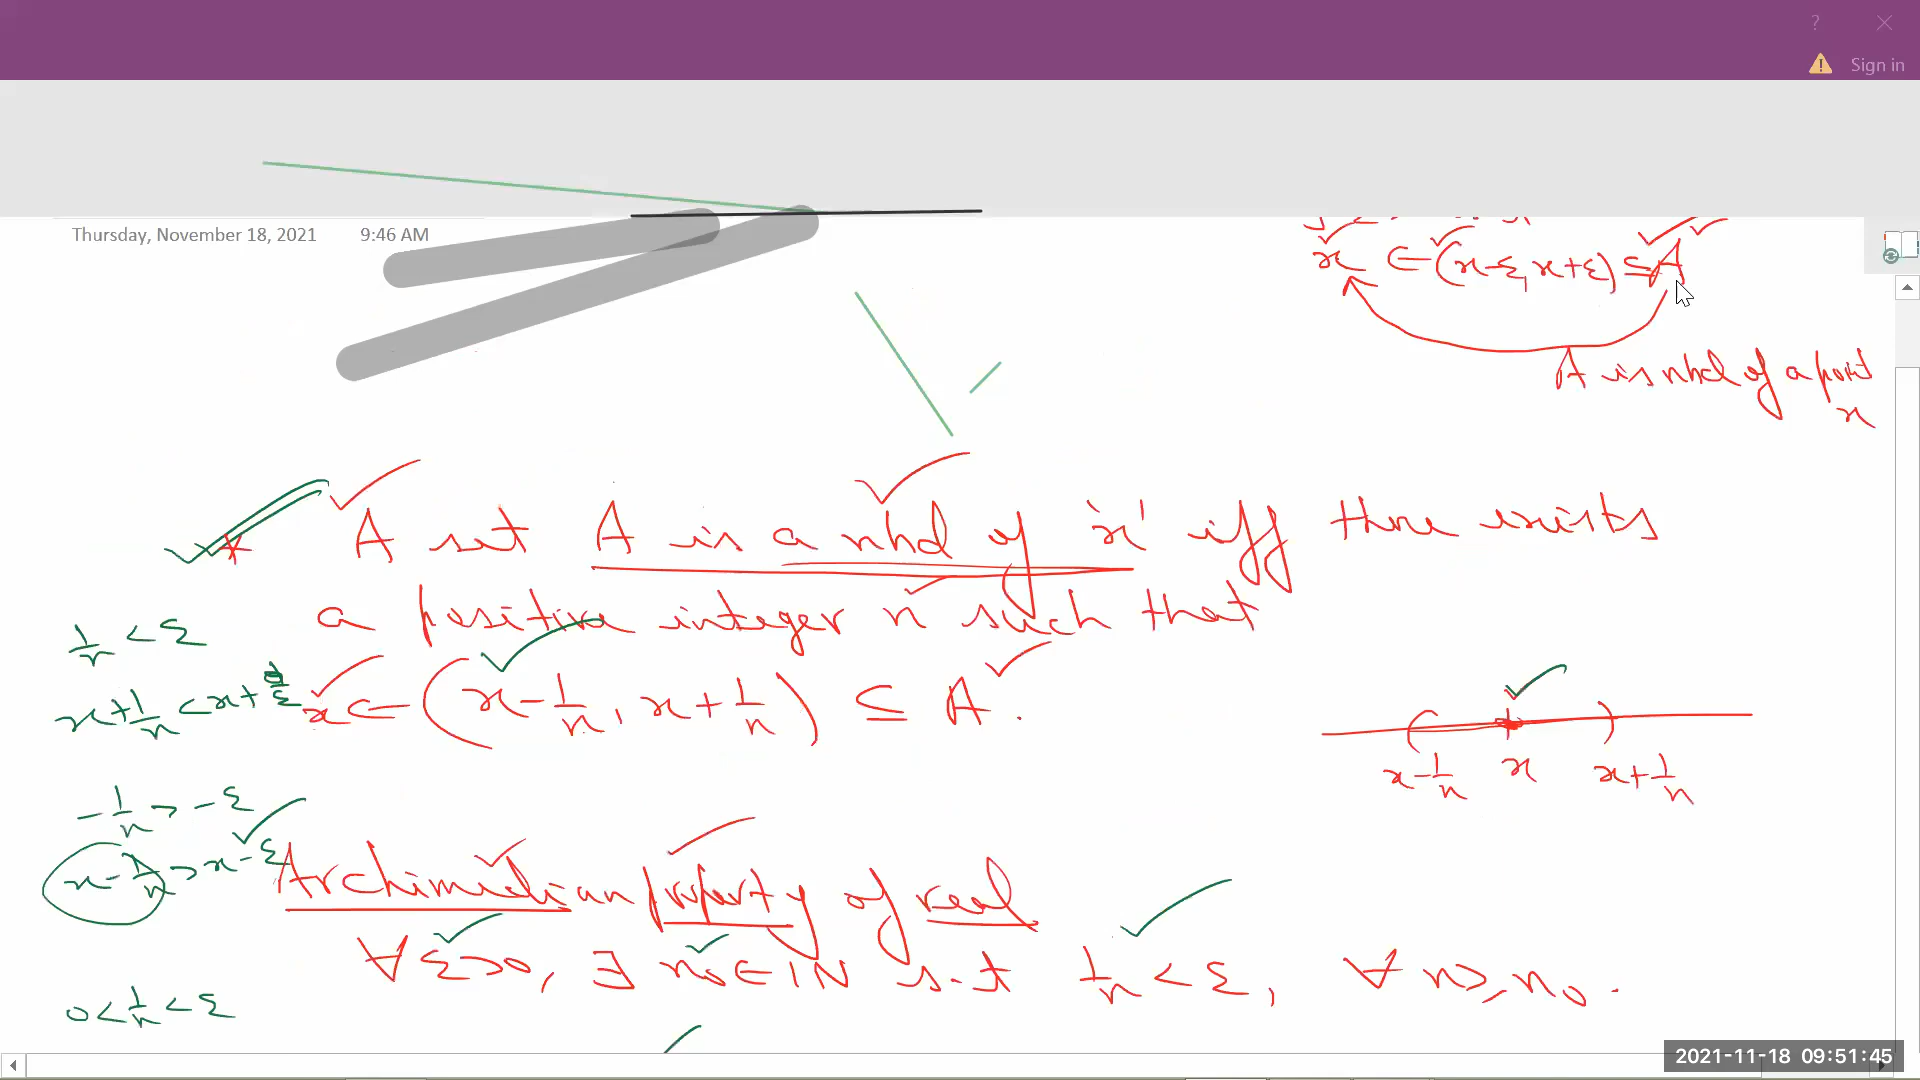 ?
Sign in
Thursday, November 18, 2021 9:46 AM
x ∈ (x-ε, x+ε) ⊆ A
A is nbd of a point
x
* A set A is a nbd of 'x' iff there exists
a positive integer n such that
x ∈ (x - 1/n, x + 1/n) ⊆ A .
1/n < ε
x + 1/n < x + ε
x - 1/n x x + 1/n
- 1/n > - ε
x - 1/n > x - ε
Archimedian property of real
∀ ε>0, ∃ n₀ ∈ IN s.t 1/n < ε, ∀ n ≥ n₀ .
0 < 1/n < ε
2021-11-18 09:51:45